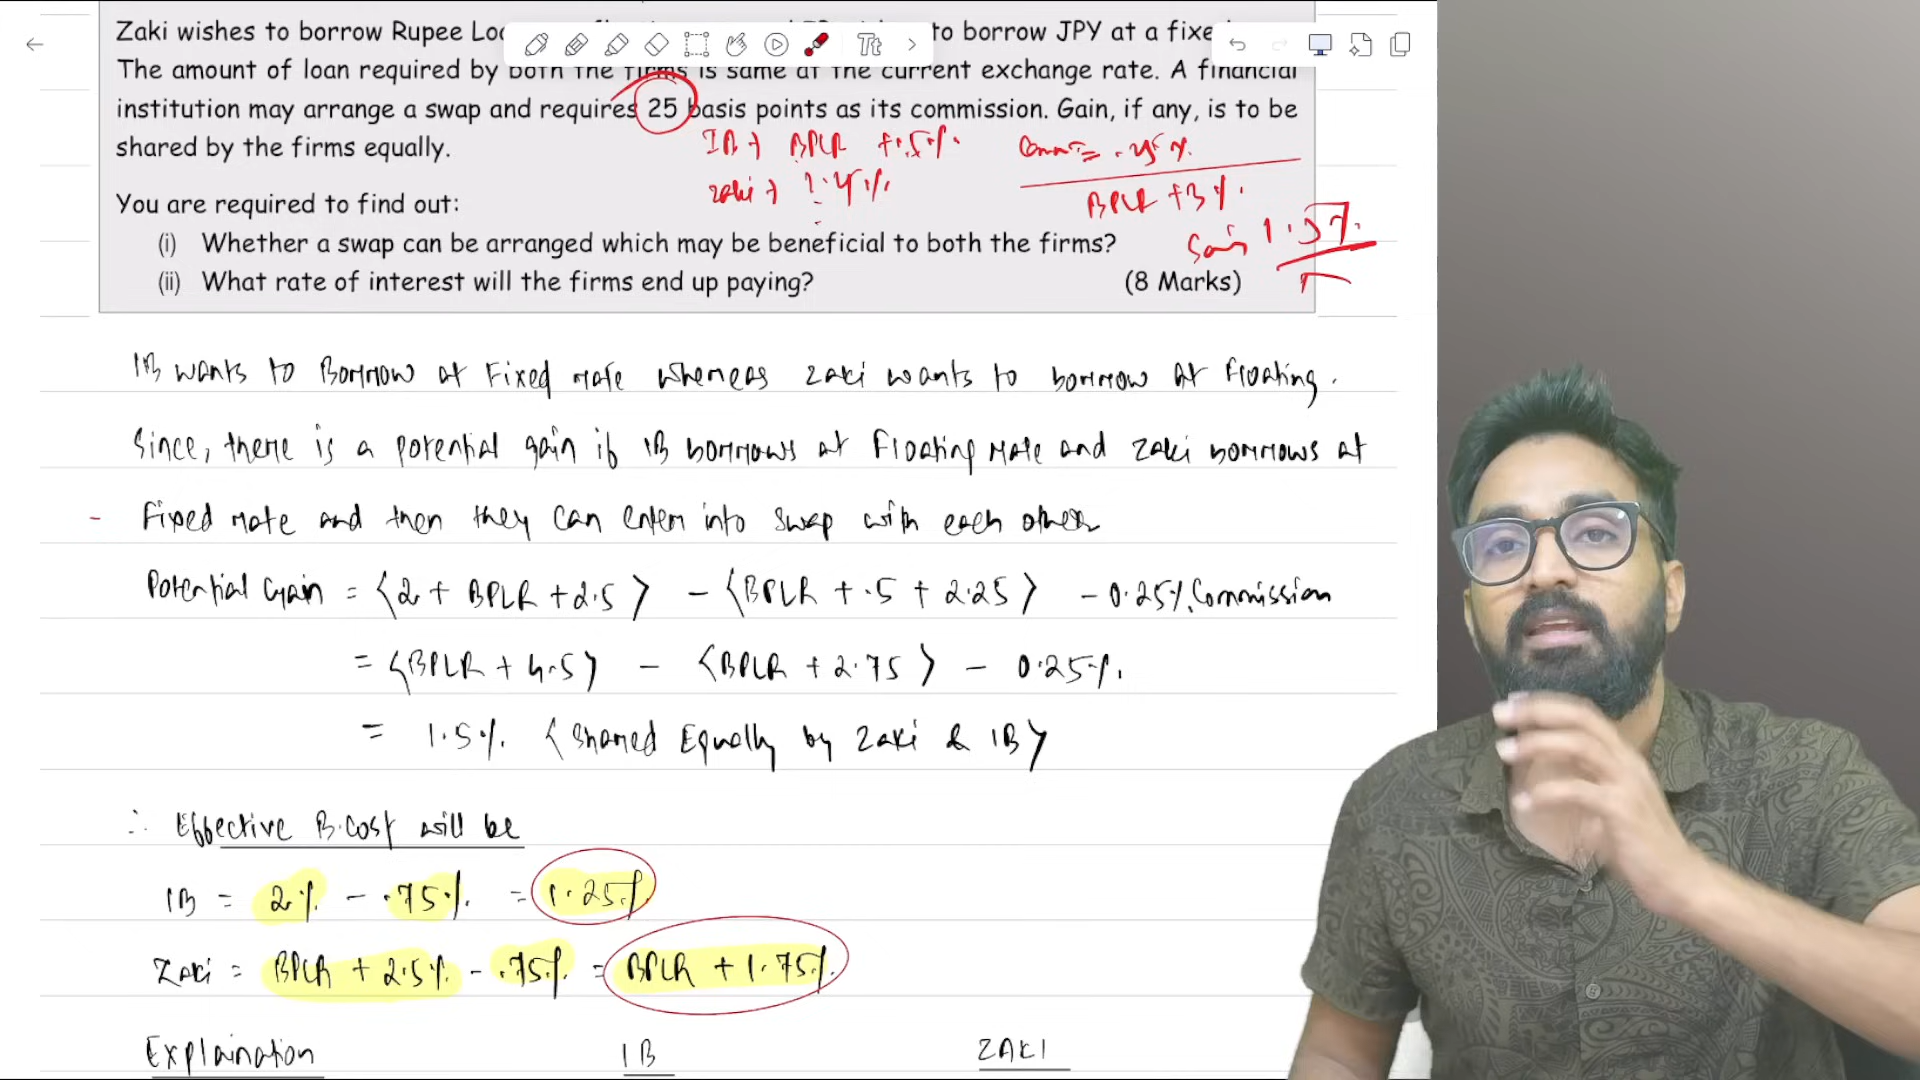 Zaki wishes to borrow Rupee to borrow JPY at a
The amount of loan required by both the firms is same at the current exchange rate. A financial
institution may arrange a swap and requires 25 basis points as its commission. Gain, if any, is to be
shared by the firms equally.
IB → BPLR +.5%.
Zaki → 2.25%
= .25%.
BPLR + 3%.
Gain 1.5%.
You are required to find out:
(i) Whether a swap can be arranged which may be beneficial to both the firms?
(ii) What rate of interest will the firms end up paying? (8 Marks)
IB wants to Borrow at Fixed rate whereas Zaki wants to borrow at Floating.
Since, there is a potential gain if IB borrows at Floating rate and Zaki borrows at
Fixed rate and then they can enter into swap with each other
Potential Gain = (2 + BPLR + 2.5) - (BPLR + .5 + 2.25) - 0.25% Commission
= (BPLR + 4.5) - (BPLR + 2.75) - 0.25%.
= 1.5%. (Shared Equally by Zaki & IB)
∴ Effective B.cost will be
IB = 2% - .75% = 1.25%
Zaki = BPLR + 2.5% - .75% = BPLR + 1.75%
Explaination IB ZAKI
Tt